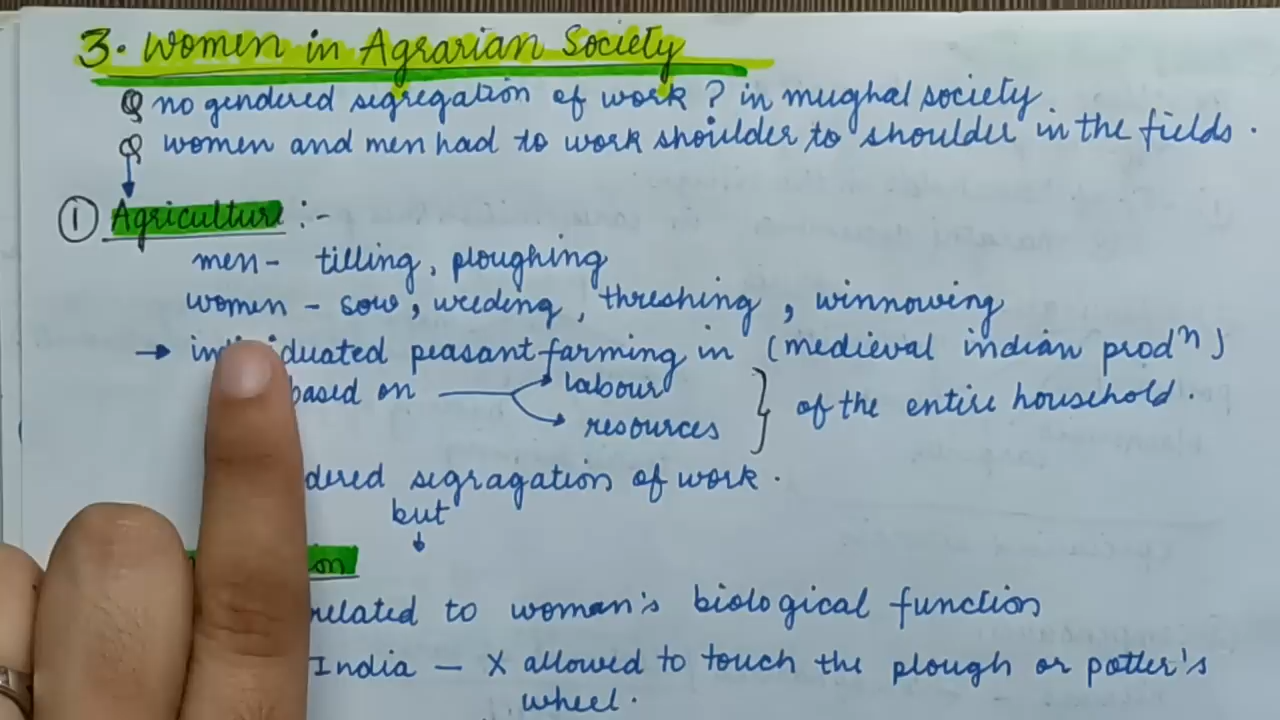 3. Women in Agrarian Society
Q no gendered segregation of work ? in mughal society.
Q women and men had to work shoulder to shoulder in the fields.
① Agriculture :-
men - tilling, ploughing
women - sow, weeding, threshing, winnowing
→ individuated peasant farming in (medieval indian prodⁿ)
based on labour
resources } of the entire household.
segragation of work.
but
↓
related to woman's biological function
India - X allowed to touch the plough or potter's
wheel.